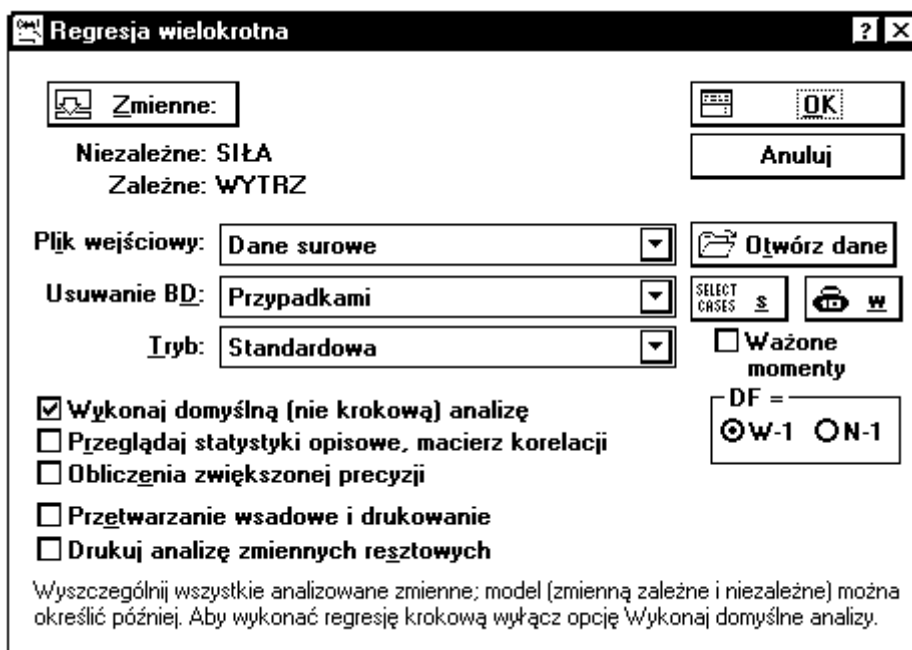 Regresja wielokrotna
Zmienne:
OK
Niezależne: SIŁA
Anuluj
Zależne: WYTRZ
Plik wejściowy: Dane surowe
Otwórz dane
Usuwanie BD: Przypadkami
SELECT CASES s
w
Tryb: Standardowa
Ważone
momenty
Wykonaj domyślną (nie krokową) analizę
DF =
Przeglądaj statystyki opisowe, macierz korelacji
W-1 N-1
Obliczenia zwiększonej precyzji
Przetwarzanie wsadowe i drukowanie
Drukuj analizę zmiennych resztowych
Wyszczególnij wszystkie analizowane zmienne; model (zmienną zależne i niezależne) można
określić później. Aby wykonać regresję krokową wyłącz opcję Wykonaj domyślne analizy.